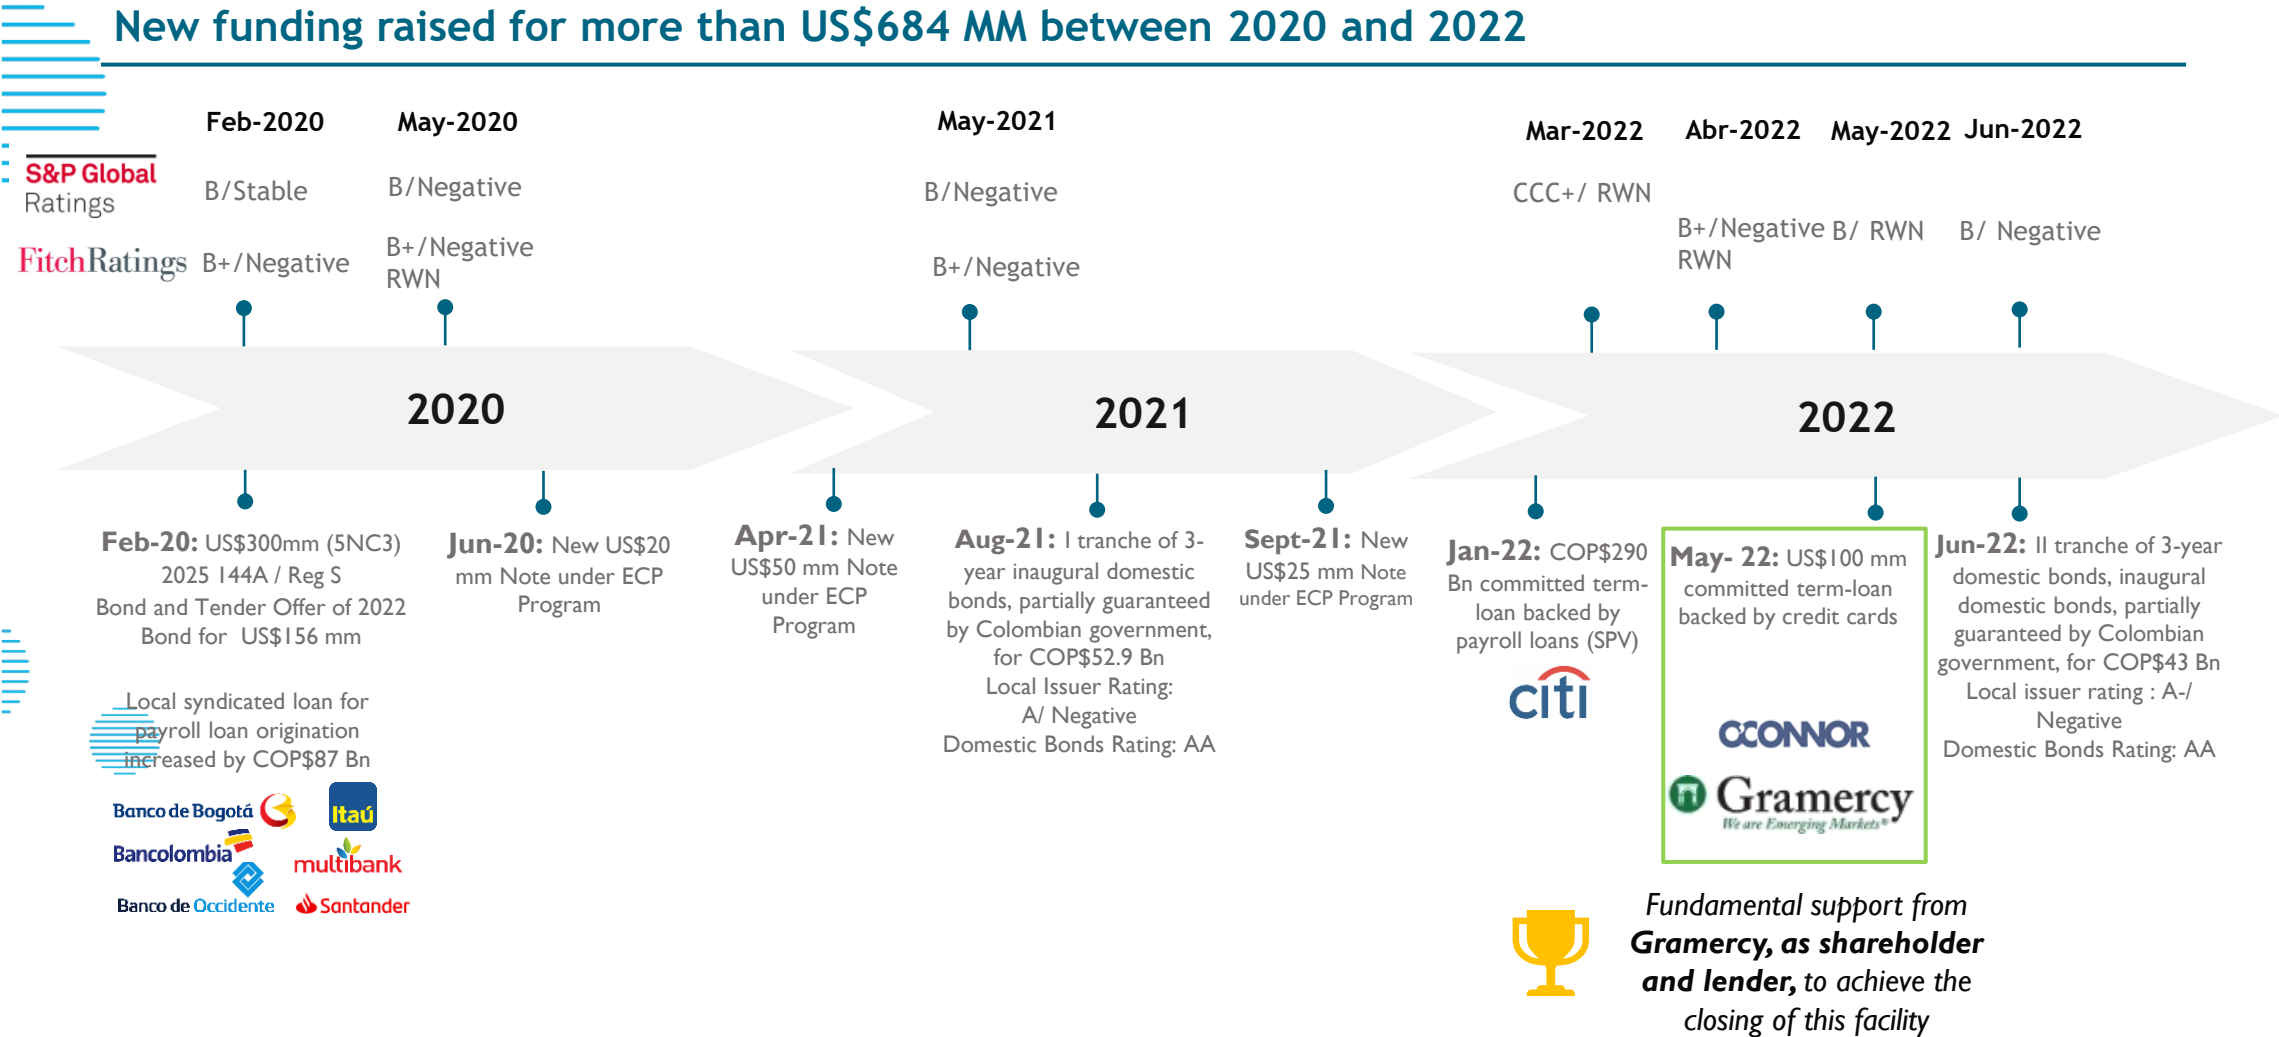 New funding raised for more than US$684 MM between 2020 and 2022
Feb-2020
May-2020
May-2021
Mar-2022
Abr-2022
May-2022
Jun-2022
S&P Global
Ratings
B/Stable
B/Negative
B/Negative
CCC+/ RWN
FitchRatings
B+/Negative
B+/Negative
RWN
B+/Negative
B+/Negative
RWN
B/ RWN
B/ Negative
2020
2021
2022
Feb-20: US$300mm (5NC3)
2025 144A / Reg S
Bond and Tender Offer of 2022
Bond for US$156 mm
Local syndicated loan for
payroll loan origination
increased by COP$87 Bn
Banco de Bogotá
Itaú
Bancolombia
multibank
Banco de Occidente
Santander
Jun-20: New US$20
mm Note under ECP
Program
Apr-21: New
US$50 mm Note
under ECP
Program
Aug-21: I tranche of 3-
year inaugural domestic
bonds, partially guaranteed
by Colombian government,
for COP$52.9 Bn
Local Issuer Rating:
A/ Negative
Domestic Bonds Rating: AA
Sept-21: New
US$25 mm Note
under ECP Program
Jan-22: COP$290
Bn committed term-
loan backed by
payroll loans (SPV)
citi
May- 22: US$100 mm
committed term-loan
backed by credit cards
O'CONNOR
Gramercy
We are Emerging Markets®
Jun-22: II tranche of 3-year
domestic bonds, inaugural
domestic bonds, partially
guaranteed by Colombian
government, for COP$43 Bn
Local issuer rating : A-/
Negative
Domestic Bonds Rating: AA
Fundamental support from
Gramercy, as shareholder
and lender, to achieve the
closing of this facility